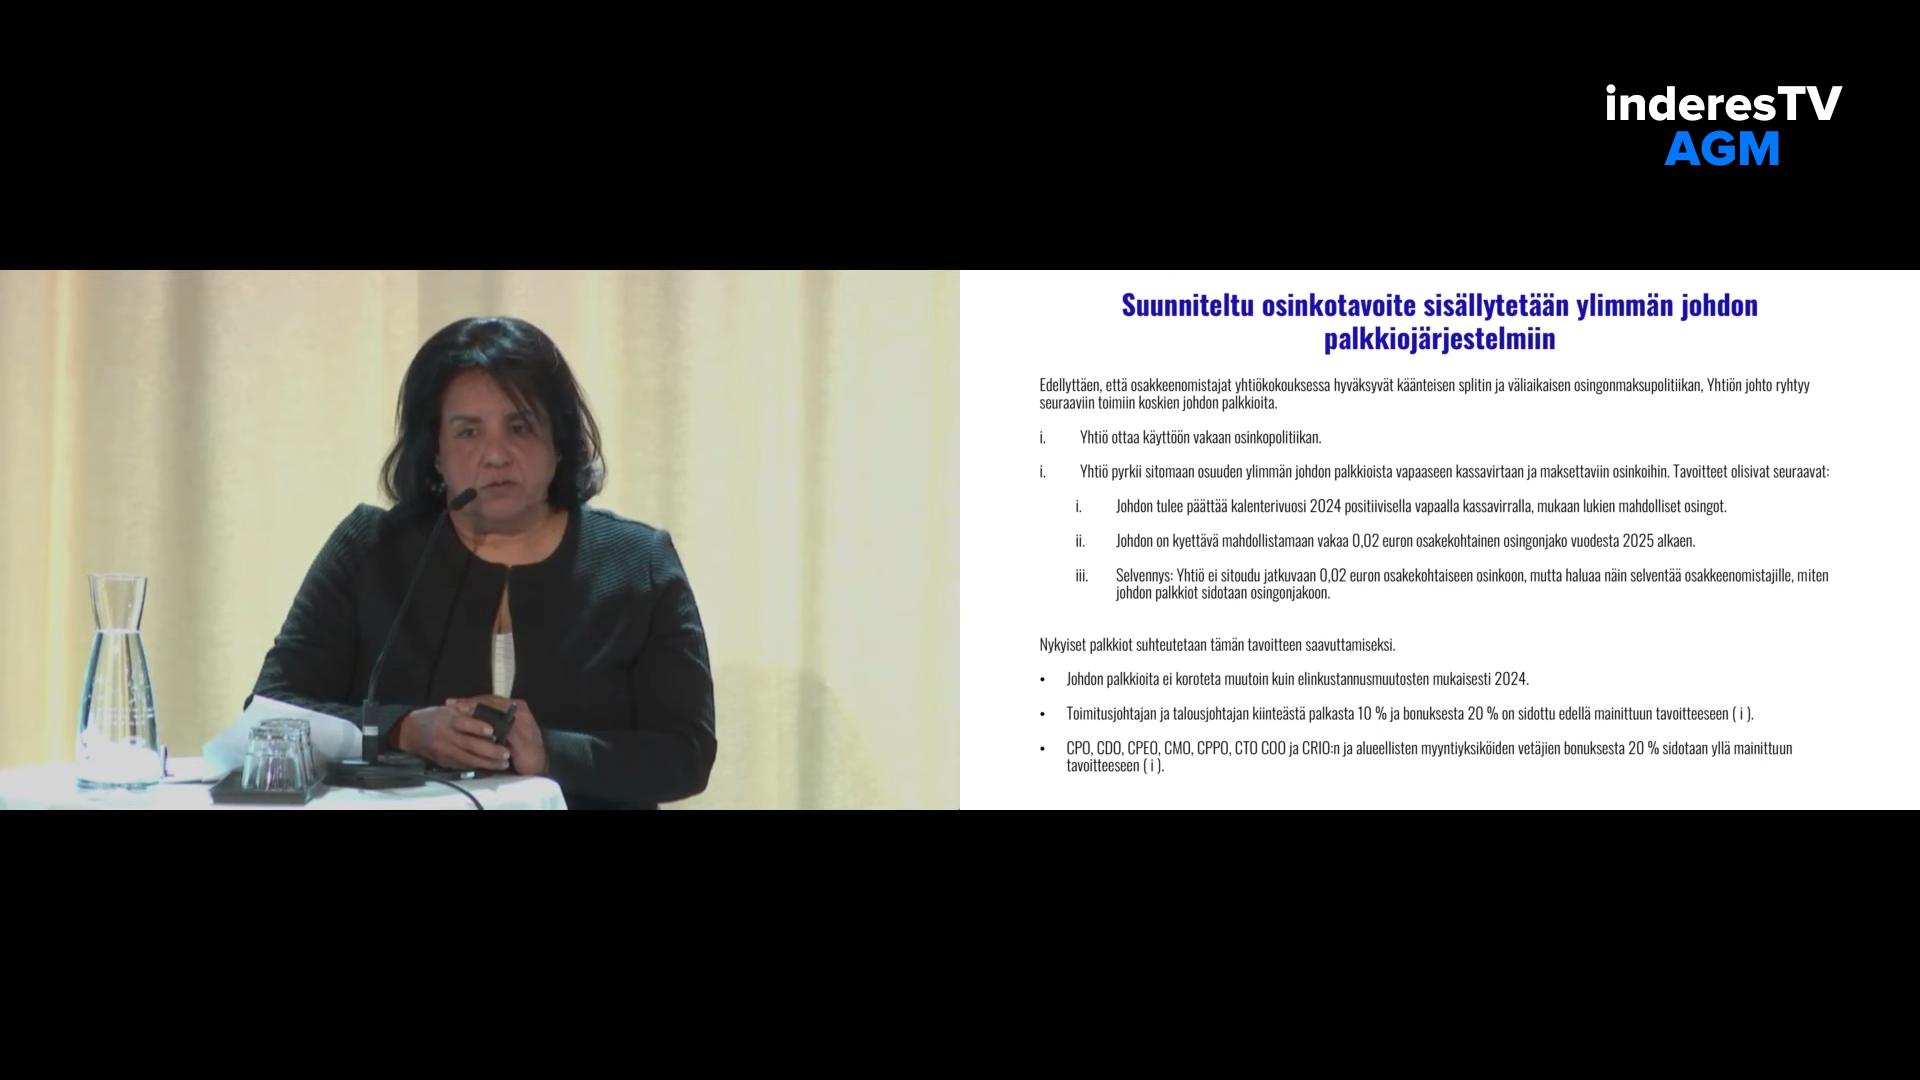 inderesTV
AGM
Suunniteltu osinkotavoite sisällytetään ylimmän johdon
palkkiojärjestelmiin
Edellyttäen, että osakkeenomistajat yhtiökokouksessa hyväksyvät käänteisen splitin ja väliaikaisen osingonmaksupolitiikan, Yhtiön johto ryhtyy
seuraaviin toimiin koskien johdon palkkioita.
i. Yhtiö ottaa käyttöön vakaan osinkopolitiikan.
i. Yhtiö pyrkii sitomaan osuuden ylimmän johdon palkkioista vapaaseen kassavirtaan ja maksettaviin osinkoihin. Tavoitteet olisivat seuraavat:
i. Johdon tulee päättää kalenterivuosi 2024 positiivisella vapaalla kassavirralla, mukaan lukien mahdolliset osingot.
ii. Johdon on kyettävä mahdollistamaan vakaa 0,02 euron osakekohtainen osingonjako vuodesta 2025 alkaen.
iii. Selvennys: Yhtiö ei sitoudu jatkuvaan 0,02 euron osakekohtaiseen osinkoon, mutta haluaa näin selventää osakkeenomistajille, miten
johdon palkkiot sidotaan osingonjakoon.
Nykyiset palkkiot suhteutetaan tämän tavoitteen saavuttamiseksi.
• Johdon palkkioita ei koroteta muutoin kuin elinkustannusmuutosten mukaisesti 2024.
• Toimitusjohtajan ja talousjohtajan kiinteästä palkasta 10 % ja bonuksesta 20 % on sidottu edellä mainittuun tavoitteeseen ( i ).
• CPO, CDO, CPEO, CMO, CPPO, CTO COO ja CRIO:n ja alueellisten myyntiyksiköiden vetäjien bonuksesta 20 % sidotaan yllä mainittuun
tavoitteeseen ( i ).